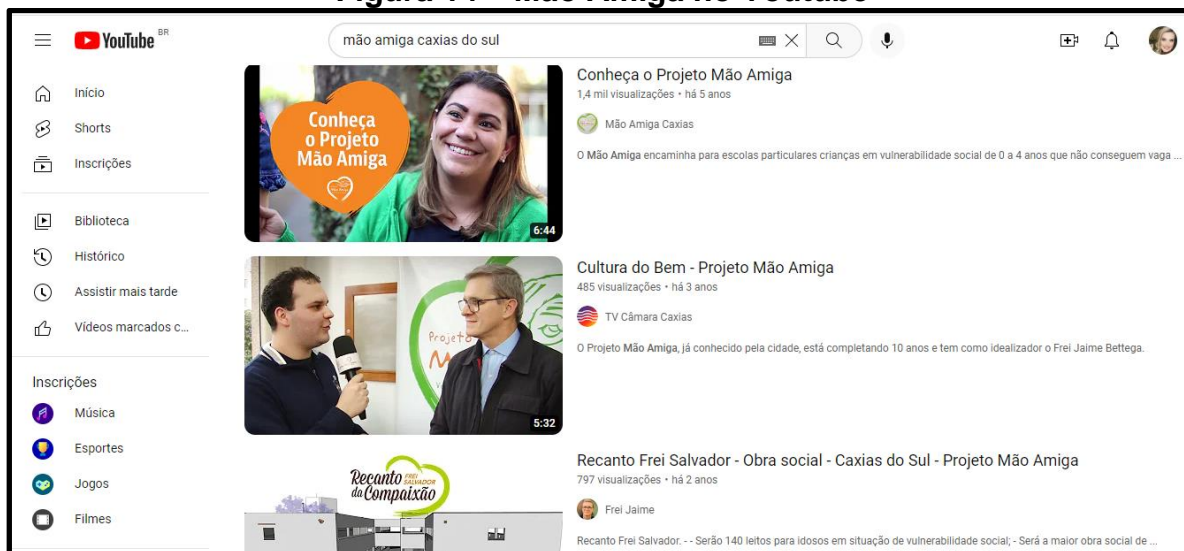 YouTube BR
mão amiga caxias do sul
Início
Shorts
Inscrições
Biblioteca
Histórico
Assistir mais tarde
Vídeos marcados c...
Inscrições
Música
Esportes
Jogos
Filmes
Conheça
o Projeto
Mão Amiga
6:44
Conheça o Projeto Mão Amiga
1,4 mil visualizações • há 5 anos
Mão Amiga Caxias
O Mão Amiga encaminha para escolas particulares crianças em vulnerabilidade social de 0 a 4 anos que não conseguem vaga ...
Projeto
5:32
Cultura do Bem - Projeto Mão Amiga
485 visualizações • há 3 anos
TV Câmara Caxias
O Projeto Mão Amiga, já conhecido pela cidade, está completando 10 anos e tem como idealizador o Frei Jaime Bettega.
Recanto FREI SALVADOR
da Compaixão
Recanto Frei Salvador - Obra social - Caxias do Sul - Projeto Mão Amiga
797 visualizações • há 2 anos
Frei Jaime
Recanto Frei Salvador. - - Serão 140 leitos para idosos em situação de vulnerabilidade social; - Será a maior obra social de ...